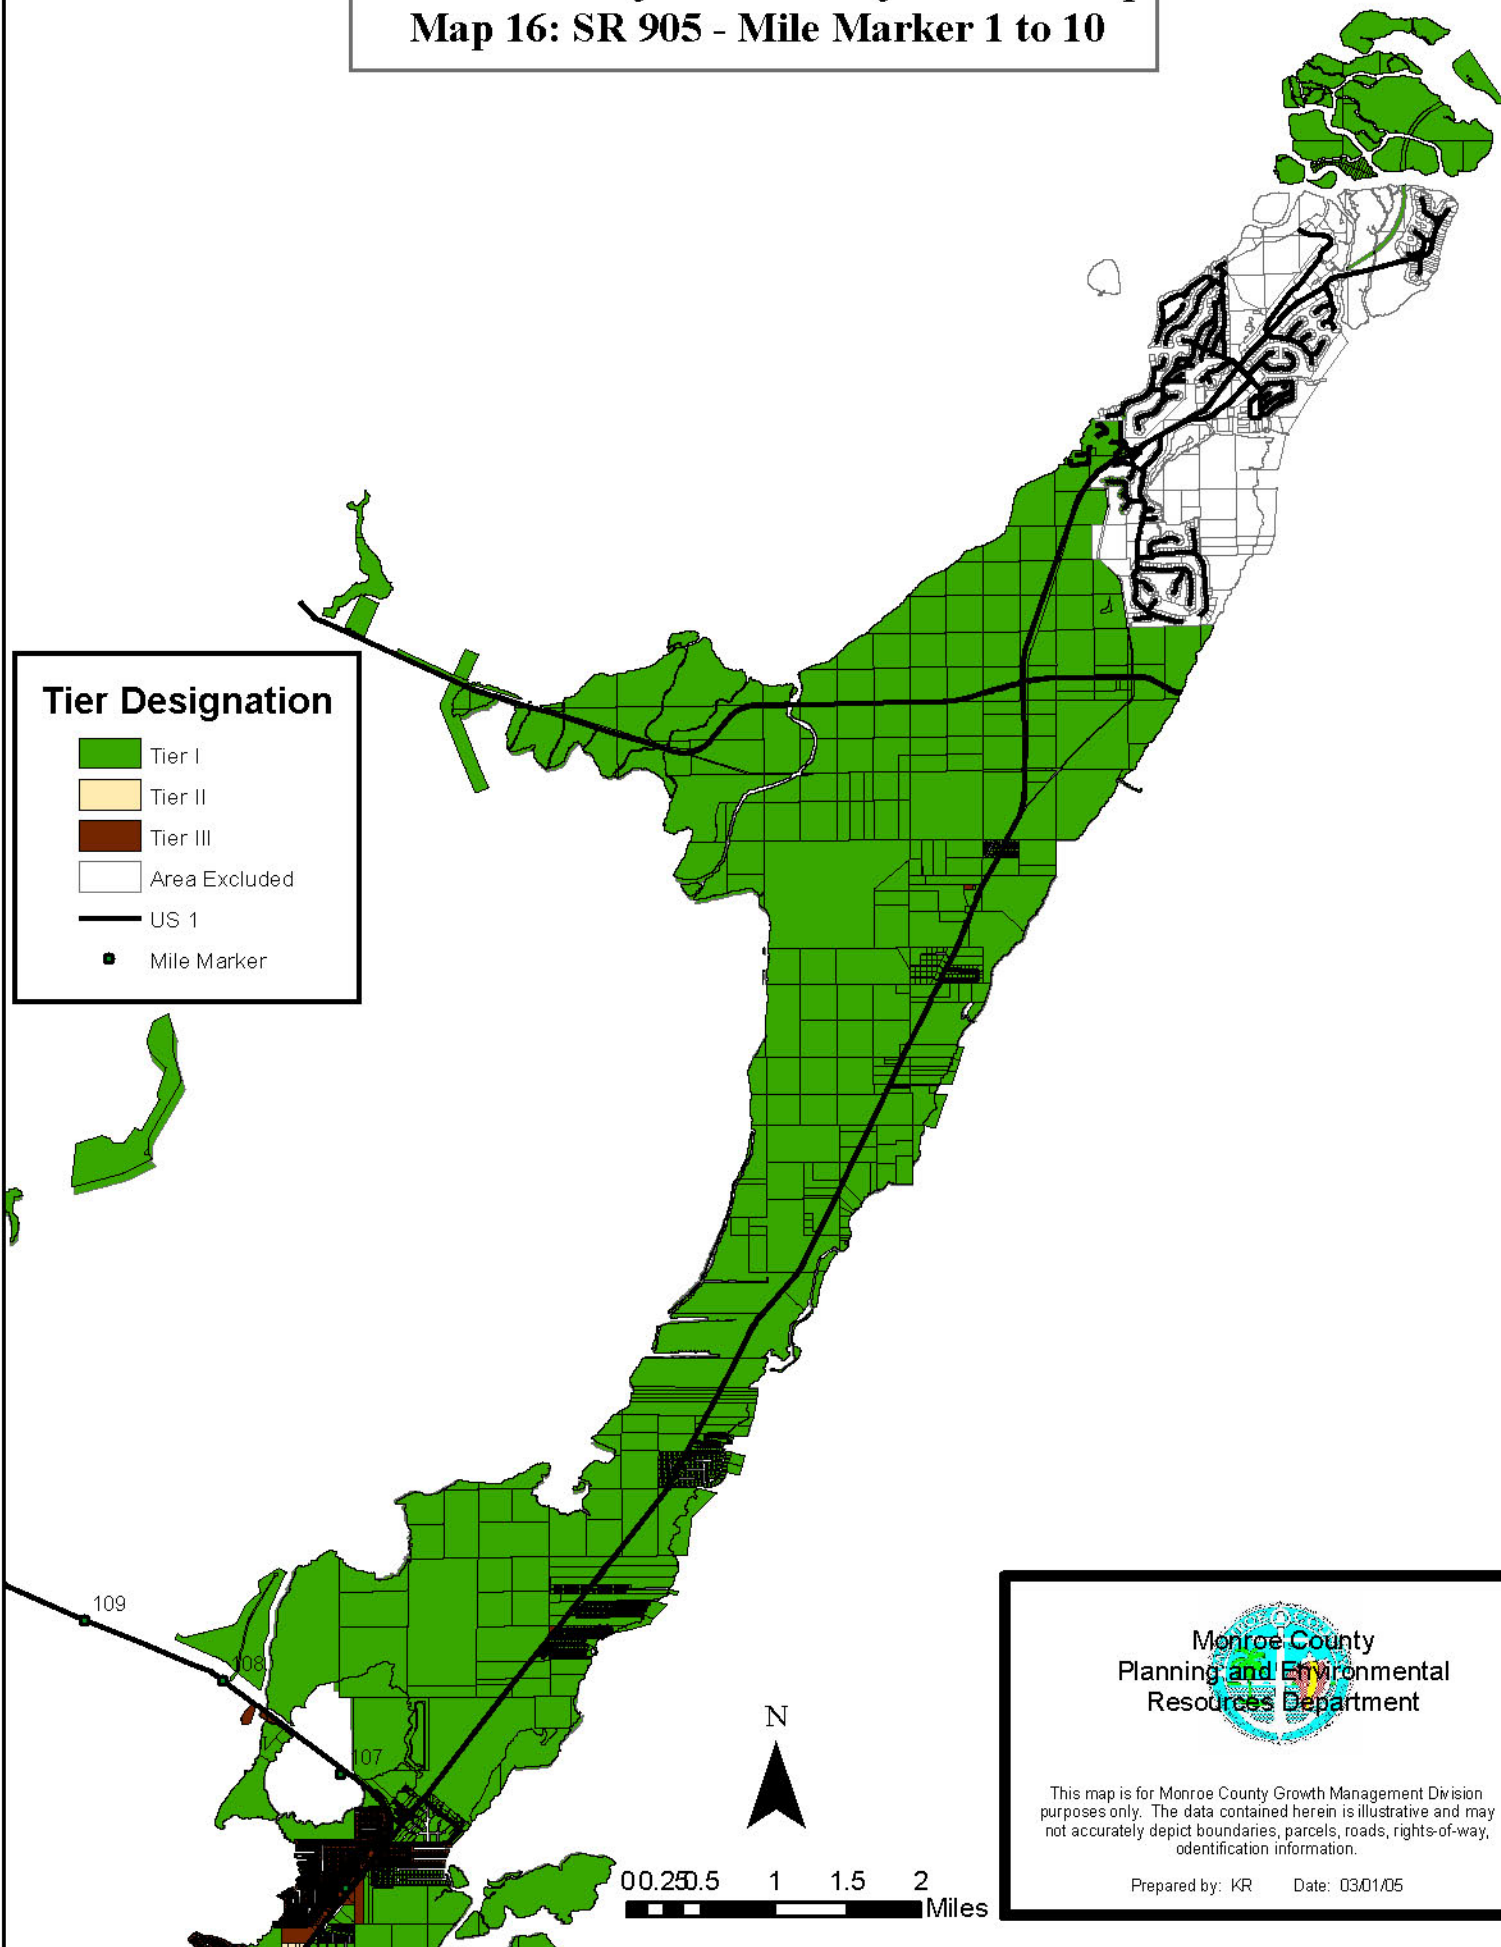 Map 16: SR 905 - Mile Marker 1 to 10
Tier Designation
Tier I
Tier II
Tier III
Area Excluded
US 1
Mile Marker
109
108
107
N
0 0.25 0.5 1 1.5 2
Miles
Monroe County
Planning and Environmental
Resources Department
This map is for Monroe County Growth Management Division
purposes only. The data contained herein is illustrative and may
not accurately depict boundaries, parcels, roads, rights-of-way,
odentification information.
Prepared by: KR Date: 03/01/05